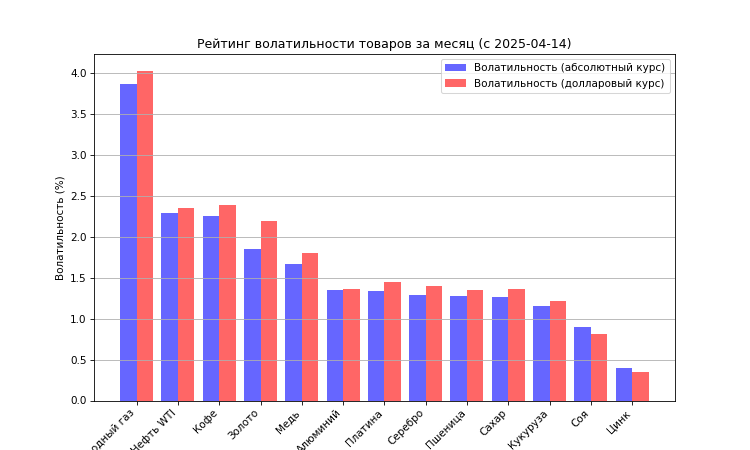 Рейтинг волатильности товаров за месяц (с 2025-04-14)
Волатильность (абсолютный курс)
Волатильность (долларовый курс)
Волатильность (%)
4.0
3.5
3.0
2.5
2.0
1.5
1.0
0.5
0.0
одный газ
Нефть WTI
Кофе
Золото
Медь
Алюминий
Платина
Серебро
Пшеница
Сахар
Кукуруза
Соя
Цинк